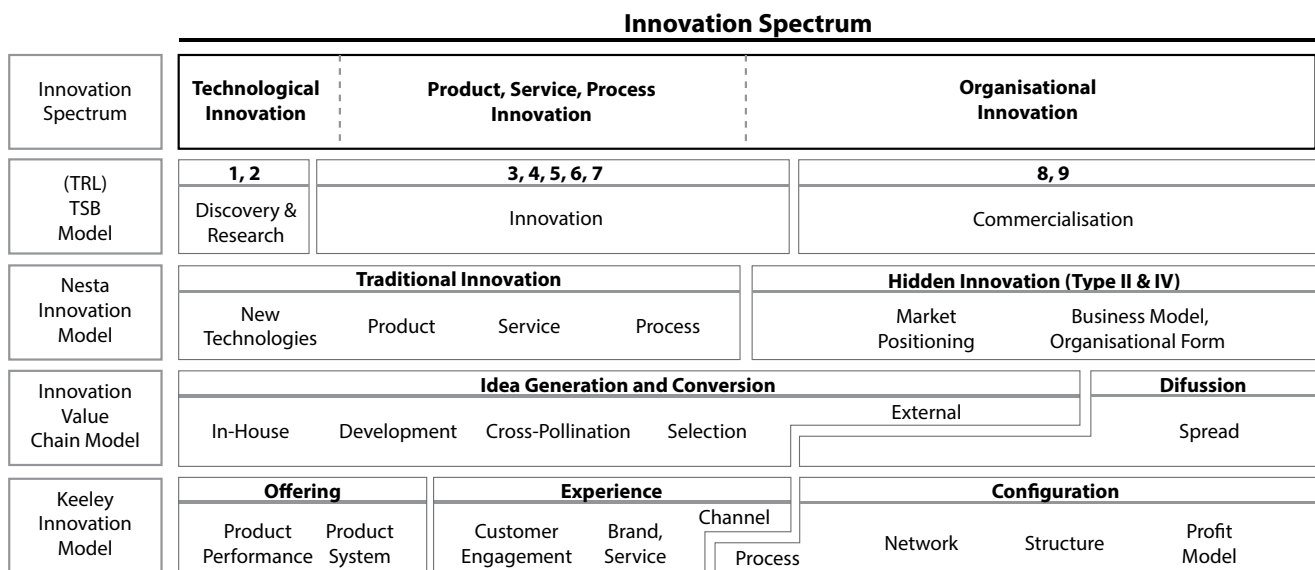 Innovation Spectrum
Innovation
Spectrum
Technological
Innovation
Product, Service, Process
Innovation
Organisational
Innovation
(TRL)
TSB
Model
1, 2
Discovery &
Research
3, 4, 5, 6, 7
Innovation
8, 9
Commercialisation
Nesta
Innovation
Model
Traditional Innovation
New
Technologies
Product
Service
Process
Hidden Innovation (Type II & IV)
Market
Positioning
Business Model,
Organisational Form
Innovation
Value
Chain Model
Idea Generation and Conversion
In-House
Development
Cross-Pollination
Selection
External
Difussion
Spread
Keeley
Innovation
Model
Offering
Product
Performance
Product
System
Experience
Customer
Engagement
Brand,
Service
Channel
Configuration
Process
Network
Structure
Profit
Model